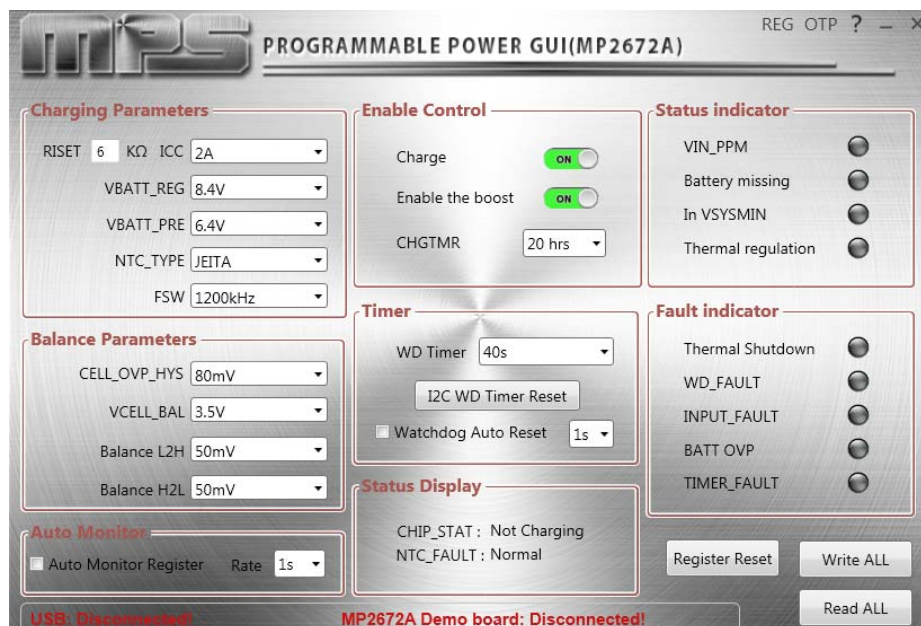 REG OTP ? – ×
mPS PROGRAMMABLE POWER GUI(MP2672A)
Charging Parameters
RISET 6 KΩ ICC 2A
VBATT_REG 8.4V
VBATT_PRE 6.4V
NTC_TYPE JEITA
FSW 1200kHz
Balance Parameters
CELL_OVP_HYS 80mV
VCELL_BAL 3.5V
Balance L2H 50mV
Balance H2L 50mV
Auto Monitor
Auto Monitor Register Rate 1s
Enable Control
Charge ON
Enable the boost ON
CHGTMR 20 hrs
Timer
WD Timer 40s
I2C WD Timer Reset
Watchdog Auto Reset 1s
Status Display
CHIP_STAT : Not Charging
NTC_FAULT : Normal
Status indicator
VIN_PPM
Battery missing
In VSYSMIN
Thermal regulation
Fault indicator
Thermal Shutdown
WD_FAULT
INPUT_FAULT
BATT OVP
TIMER_FAULT
Register Reset Write ALL
Read ALL
USB: Disconnected! MP2672A Demo board: Disconnected!